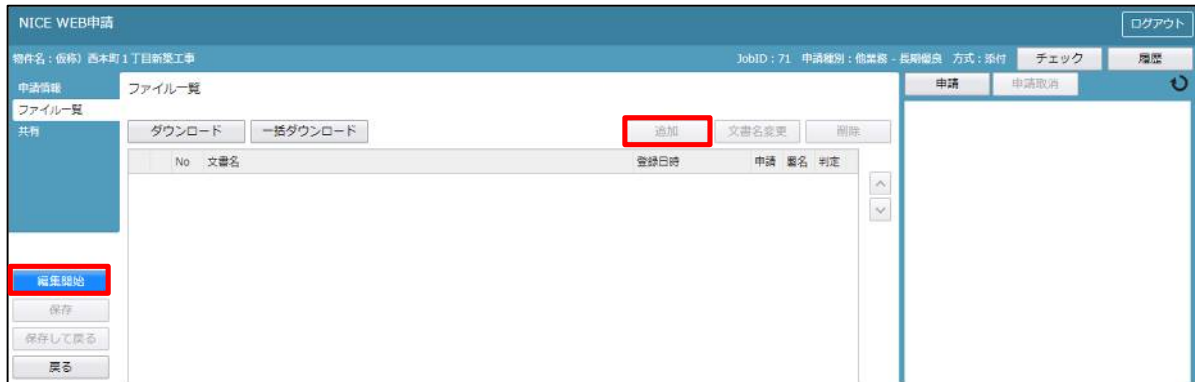 NICE WEB申請
ログアウト
物件名：仮称）西本町１丁目新築工事
JobID：71 申請種別：他業務 - 長期優良 方式：添付
チェック
履歴
申請情報
ファイル一覧
共有
ファイル一覧
申請
申請取消
ダウンロード
一括ダウンロード
追加
文書名変更
削除
No 文書名 登録日時 申請 署名 判定
編集開始
保存
保存して戻る
戻る